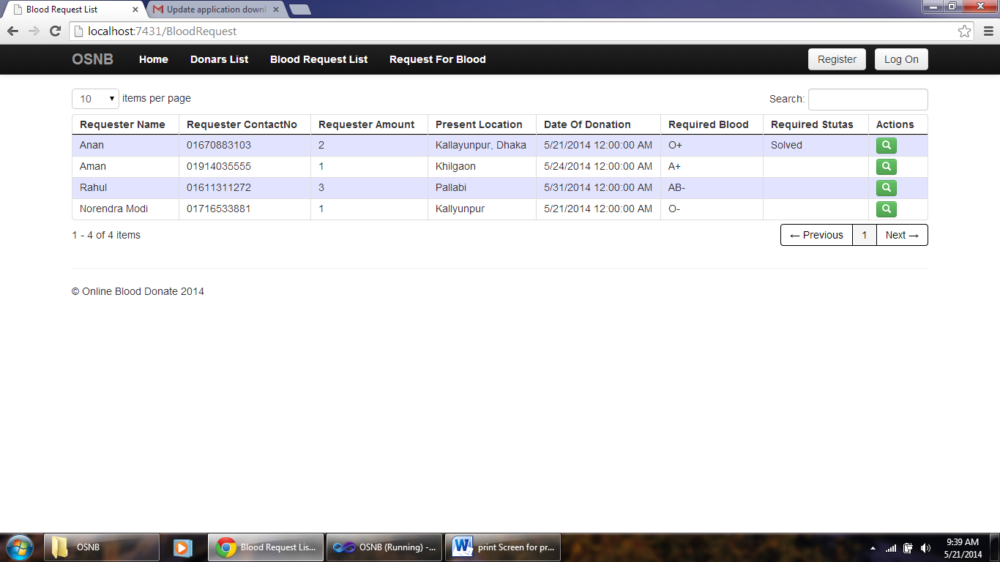 Blood Request List
Update application downl
localhost:7431/BloodRequest
OSNB Home Donars List Blood Request List Request For Blood Register Log On
10 items per page Search:
Requester Name Requester ContactNo Requester Amount Present Location Date Of Donation Required Blood Required Stutas Actions
Anan 01670883103 2 Kallayunpur, Dhaka 5/21/2014 12:00:00 AM O+ Solved
Aman 01914035555 1 Khilgaon 5/24/2014 12:00:00 AM A+
Rahul 01611311272 3 Pallabi 5/31/2014 12:00:00 AM AB-
Norendra Modi 01716533881 1 Kallyunpur 5/21/2014 12:00:00 AM O-
1 - 4 of 4 items ← Previous 1 Next →
© Online Blood Donate 2014
OSNB Blood Request Lis... OSNB (Running) -... print Screen for pr... 9:39 AM
5/21/2014